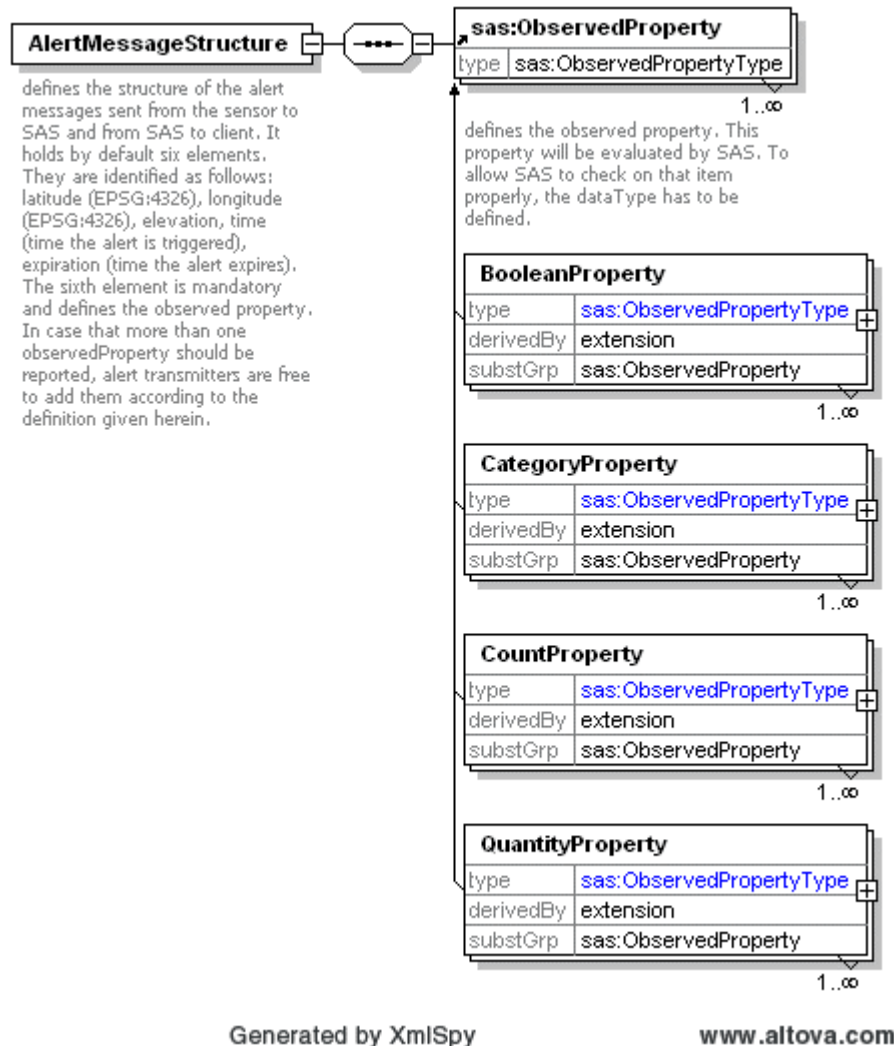 AlertMessageStructure
defines the structure of the alert
messages sent from the sensor to
SAS and from SAS to client. It
holds by default six elements.
They are identified as follows:
latitude (EPSG:4326), longitude
(EPSG:4326), elevation, time
(time the alert is triggered),
expiration (time the alert expires).
The sixth element is mandatory
and defines the observed property.
In case that more than one
observedProperty should be
reported, alert transmitters are free
to add them according to the
definition given herein.
sas:ObservedProperty
type sas:ObservedPropertyType
1..∞
defines the observed property. This
property will be evaluated by SAS. To
allow SAS to check on that item
properly, the dataType has to be
defined.
BooleanProperty
type sas:ObservedPropertyType
derivedBy extension
substGrp sas:ObservedProperty
1..∞
CategoryProperty
type sas:ObservedPropertyType
derivedBy extension
substGrp sas:ObservedProperty
1..∞
CountProperty
type sas:ObservedPropertyType
derivedBy extension
substGrp sas:ObservedProperty
1..∞
QuantityProperty
type sas:ObservedPropertyType
derivedBy extension
substGrp sas:ObservedProperty
1..∞
Generated by XmlSpy www.altova.com